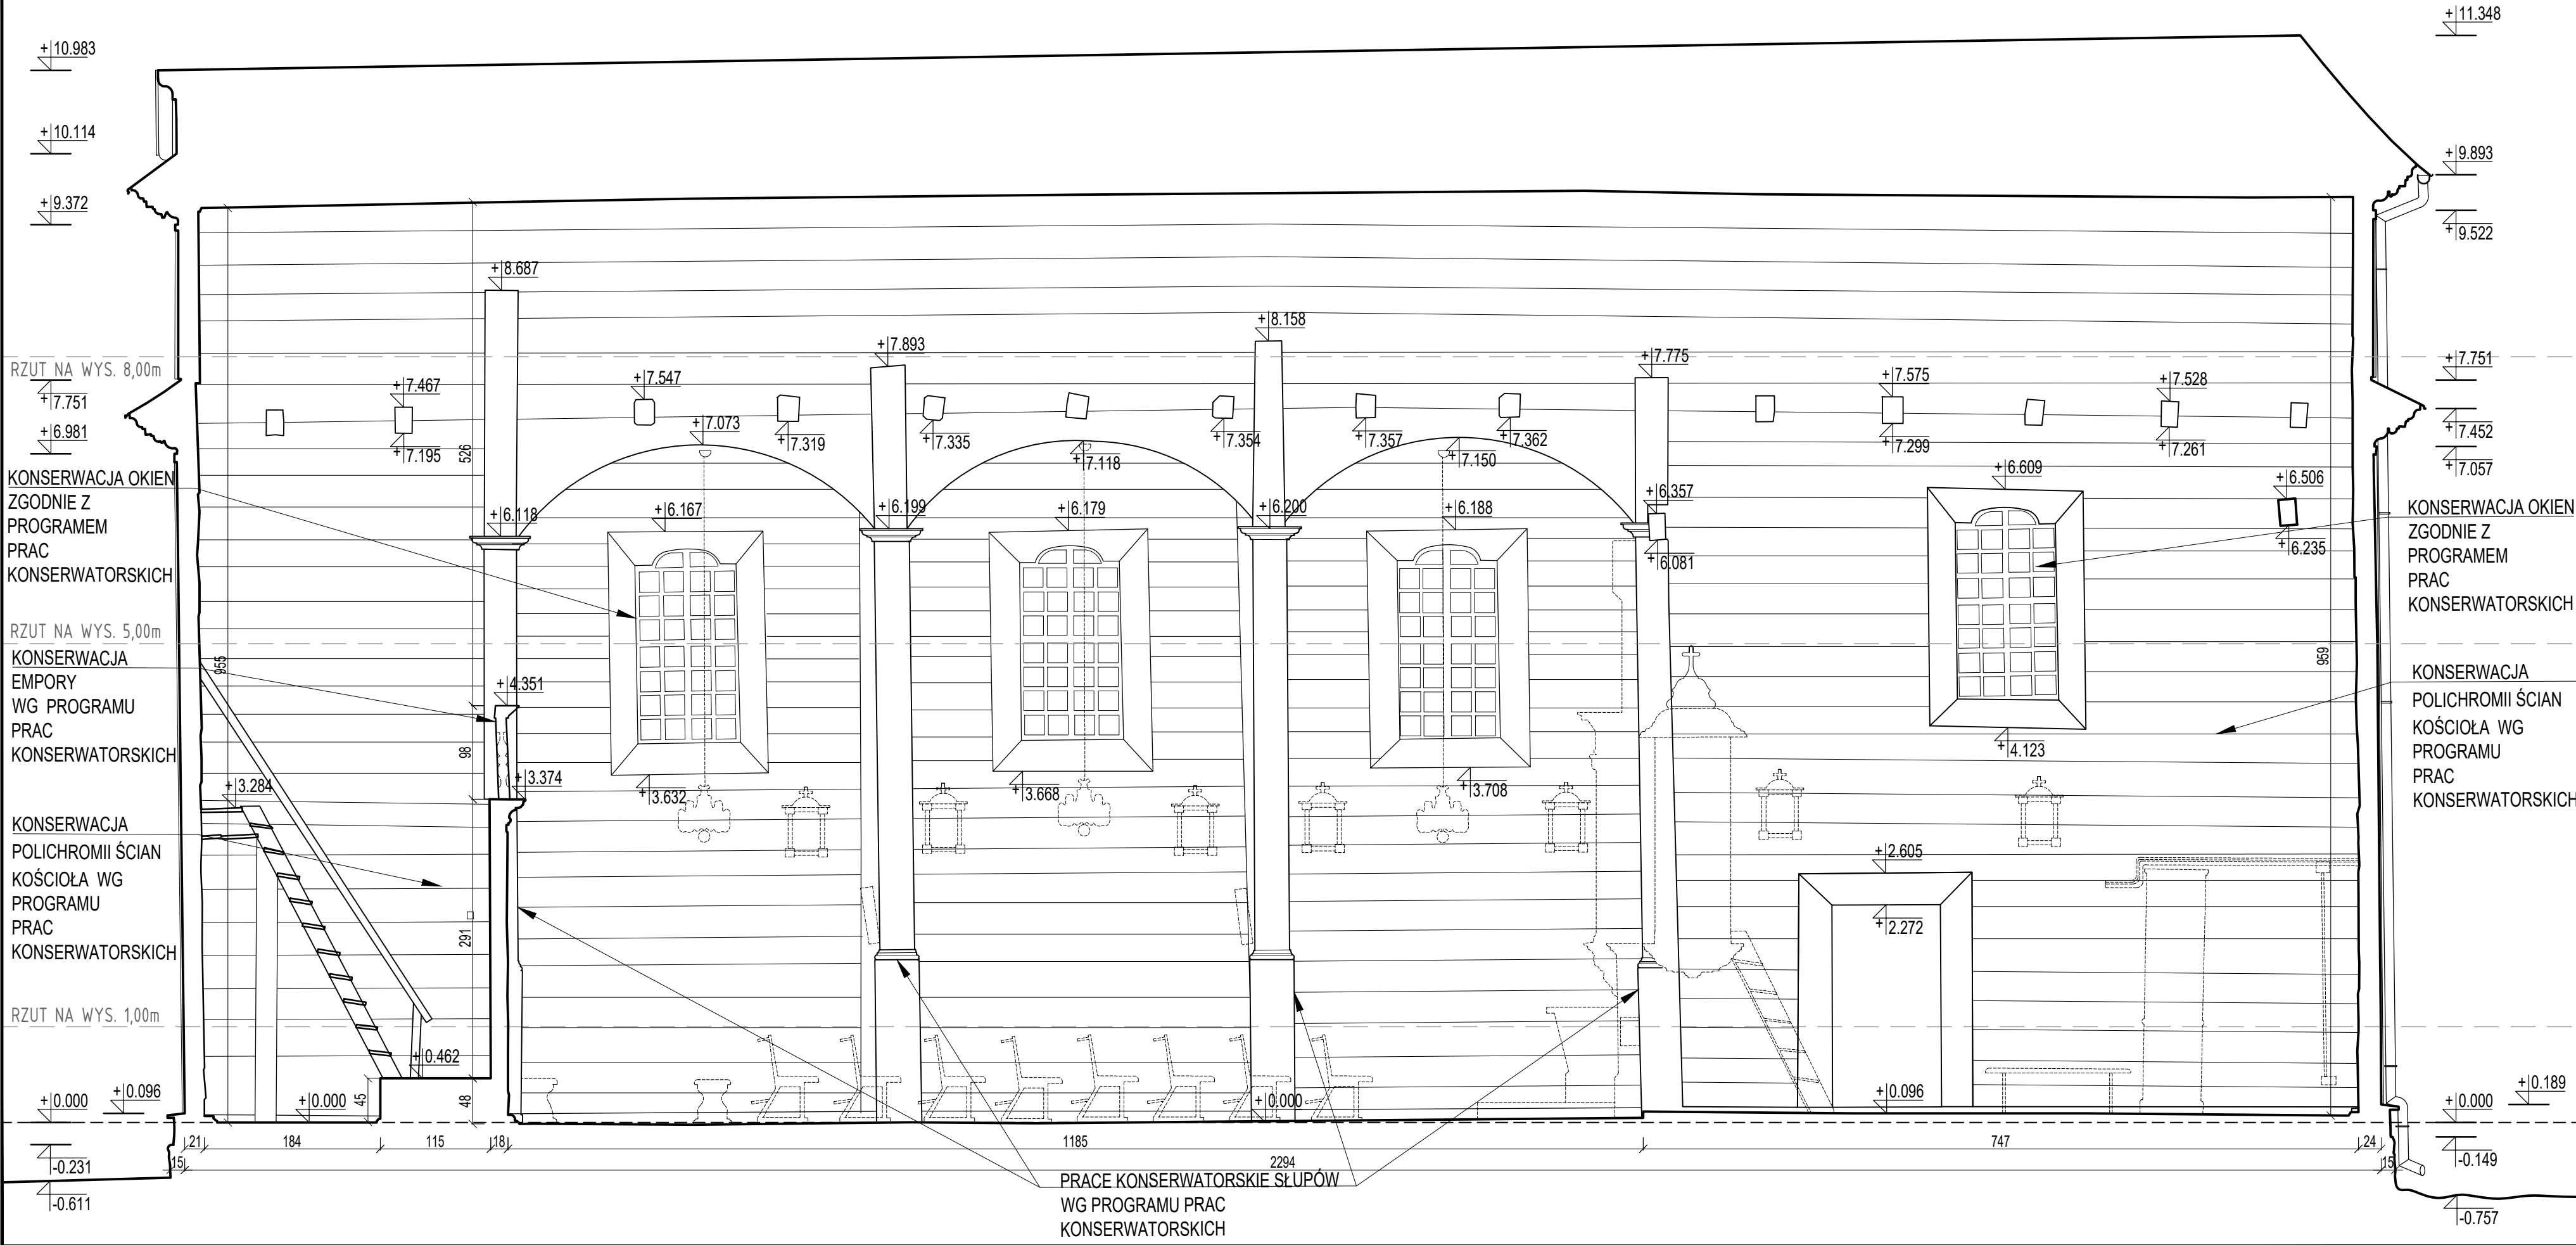 +10.983
+11.348
+10.114
+9.893
+9.372
+9.522
+8.687
+8.158
+7.893
+7.775
RZUT NA WYS. 8,00m
+7.751
+7.751
+7.467
+7.547
+7.575
+7.528
+7.073
+7.319
+7.335
+7.354
+7.357
+7.362
+7.452
+6.981
+7.195
526
+7.118
+7.150
+7.299
+7.261
+7.057
KONSERWACJA OKIEN
ZGODNIE Z
PROGRAMEM
PRAC
KONSERWATORSKICH
+6.609
+6.506
+6.357
+6.118
+6.167
+6.199
+6.179
+6.200
+6.188
+6.081
+6.235
KONSERWACJA OKIEN
ZGODNIE Z
PROGRAMEM
PRAC
KONSERWATORSKICH
RZUT NA WYS. 5,00m
955
959
KONSERWACJA
EMPORY
WG PROGRAMU
PRAC
KONSERWATORSKICH
+4.351
98
+4.123
KONSERWACJA
POLICHROMII ŚCIAN
KOŚCIOŁA WG
PROGRAMU
PRAC
KONSERWATORSKICH
+3.284
+3.374
+3.632
+3.668
+3.708
KONSERWACJA
POLICHROMII ŚCIAN
KOŚCIOŁA WG
PROGRAMU
PRAC
KONSERWATORSKICH
+2.605
+2.272
291
RZUT NA WYS. 1,00m
+0.462
+0.000
+0.096
+0.000
45
48
+0.000
+0.096
+0.189
+0.000
21
184
115
18
1185
747
24
-0.231
15
2294
15
-0.149
-0.611
-0.757
PRACE KONSERWATORSKIE SŁUPÓW
WG PROGRAMU PRAC
KONSERWATORSKICH